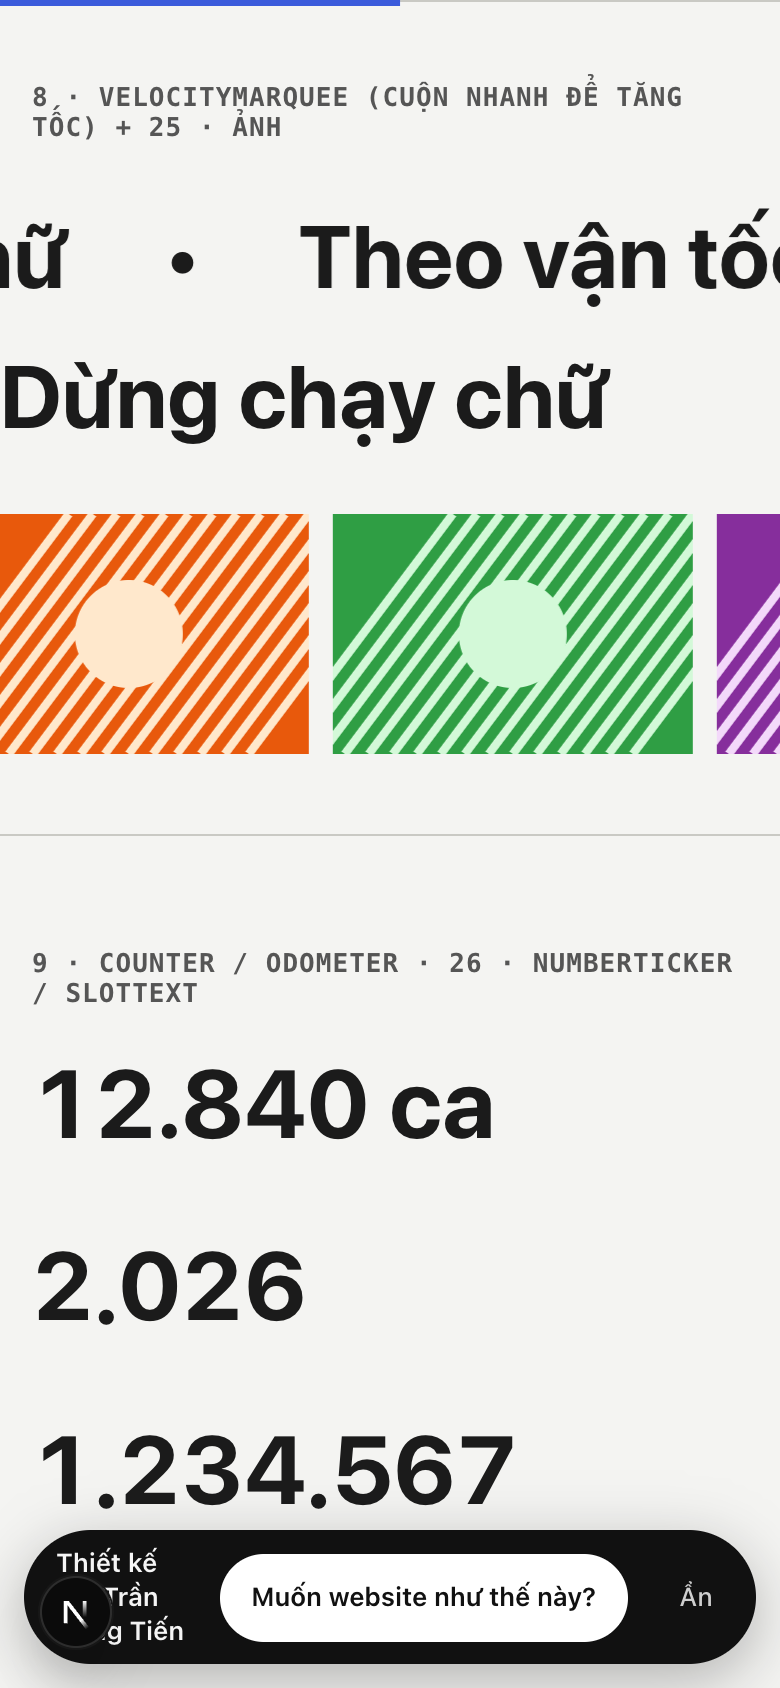 8 · VELOCITYMARQUEE (CUỘN NHANH ĐỂ TĂNG
TỐC) + 25 · ẢNH
ữ • Theo vận tốc
Dừng chạy chữ
9 · COUNTER / ODOMETER · 26 · NUMBERTICKER
/ SLOTTEXT
12.840 ca
2.026
1.234.567
Thiết kế
Trần
g Tiến
Muốn website như thế này?
Ẩn
N